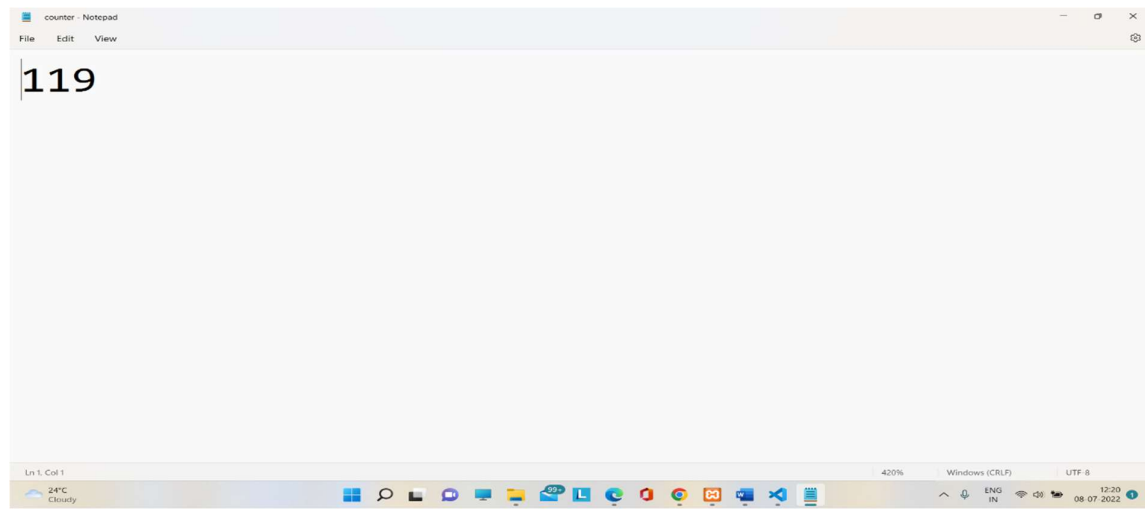 counter - Notepad
File Edit View
119
Ln 1, Col 1 420% Windows (CRLF) UTF-8
24°C
Cloudy
99+
L
ENG
IN
12:20
08-07-2022
1